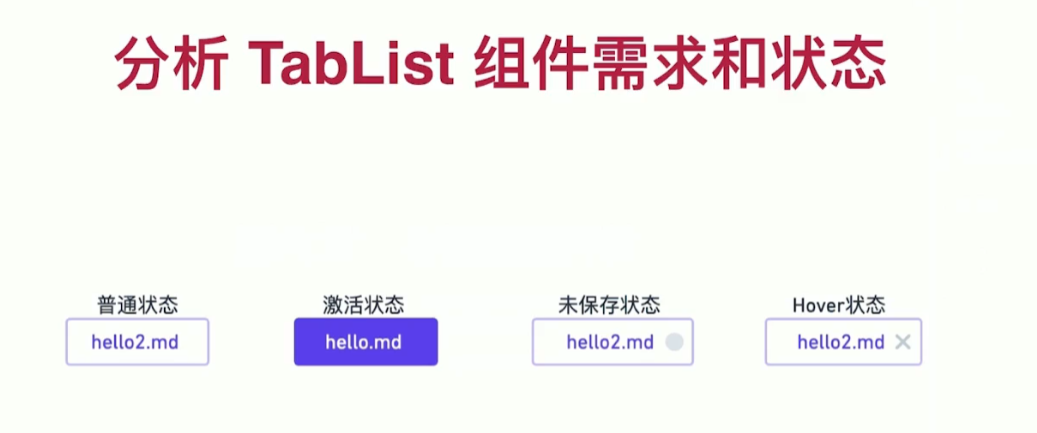 分析 TabList 组件需求和状态
普通状态
激活状态
未保存状态
Hover状态
hello2.md
hello.md
hello2.md
hello2.md